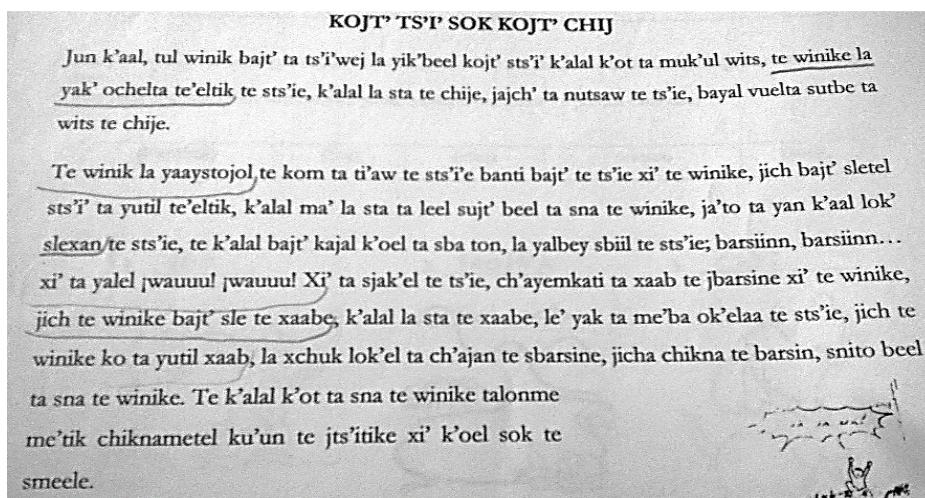 KOJT’ TS’I’ SOK KOJT’ CHIJ
Jun k’aal, tul winik bajt’ ta ts’i’wej la yik’beel kojt’ sts’i’ k’alal k’ot ta muk’ul wits, te winike la
yak’ ochelta te’eltik, te sts’ie, k’alal la sta te chije, jajch’ ta nutsaw te ts’ie, bayal vuelta sutbe ta
wits te chije.
Te winik la yaaystojol te kom ta ti’aw te sts’i’e banti bajt’ te ts’ie xi’ te winike, jich bajt’ sletel
sts’i’ ta yutil te’eltik, k’alal ma’ la sta ta leel sujt’ beel ta sna te winike, ja’to ta yan k’aal lok’
slexan te sts’ie, te k’alal bajt’ kajal k’oel ta sba ton, la yalbey sbiil te sts’ie; barsiinn, barsiinn…
xi’ ta yalel ¡wauuu! ¡wauuu! Xi’ ta sjak’el te ts’ie, ch’ayemkati ta xaab te jbarsine xi’ te winike,
jich te winike bajt’ sle te xaabe, k’alal la sta te xaabe, le’ yak ta me’ba ok’elaa te sts’ie, jich te
winike ko ta yutil xaab, la xchuk lok’el ta ch’ajan te sbarsine, jicha chikna te barsin, snito beel
ta sna te winike. Te k’alal k’ot ta sna te winike talonme
me’tik chiknametel ku’un te jts’itike xi’ k’oel sok te
smeele.